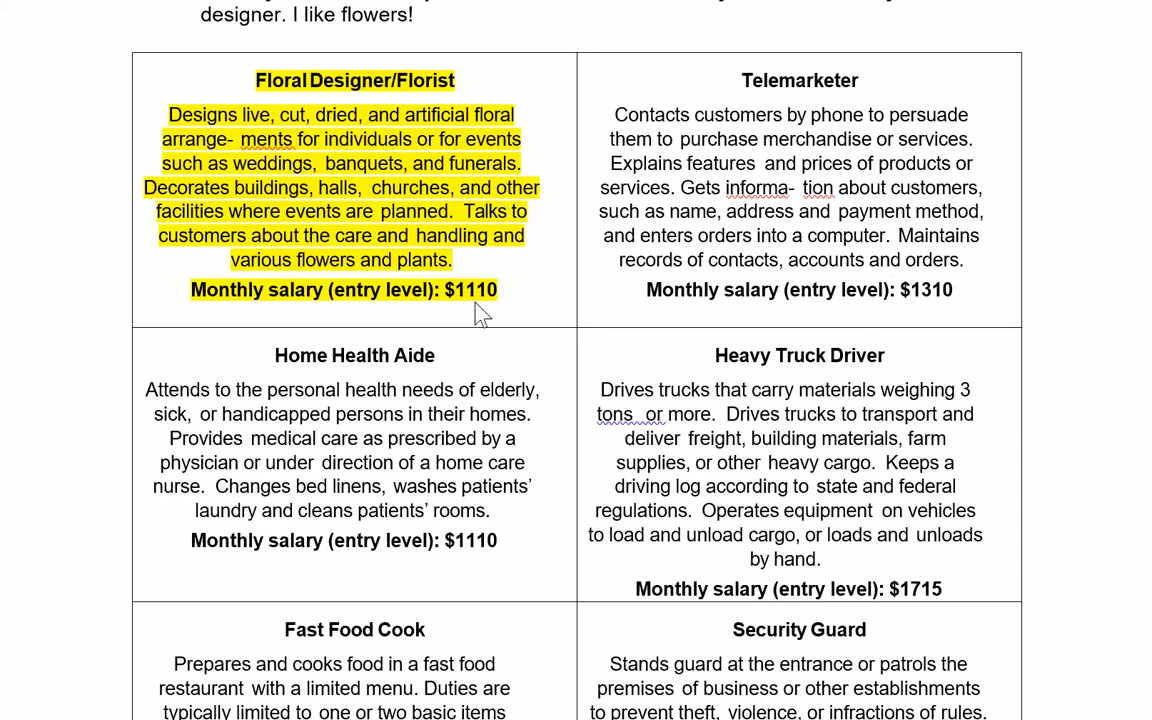 designer. I like flowers!
Floral Designer/Florist
Designs live, cut, dried, and artificial floral
arrange- ments for individuals or for events
such as weddings, banquets, and funerals.
Decorates buildings, halls, churches, and other
facilities where events are planned. Talks to
customers about the care and handling and
various flowers and plants.
Monthly salary (entry level): $1110
Telemarketer
Contacts customers by phone to persuade
them to purchase merchandise or services.
Explains features and prices of products or
services. Gets informa- tion about customers,
such as name, address and payment method,
and enters orders into a computer. Maintains
records of contacts, accounts and orders.
Monthly salary (entry level): $1310
Home Health Aide
Attends to the personal health needs of elderly,
sick, or handicapped persons in their homes.
Provides medical care as prescribed by a
physician or under direction of a home care
nurse. Changes bed linens, washes patients’
laundry and cleans patients’ rooms.
Monthly salary (entry level): $1110
Heavy Truck Driver
Drives trucks that carry materials weighing 3
tons or more. Drives trucks to transport and
deliver freight, building materials, farm
supplies, or other heavy cargo. Keeps a
driving log according to state and federal
regulations. Operates equipment on vehicles
to load and unload cargo, or loads and unloads
by hand.
Monthly salary (entry level): $1715
Fast Food Cook
Prepares and cooks food in a fast food
restaurant with a limited menu. Duties are
typically limited to one or two basic items
Security Guard
Stands guard at the entrance or patrols the
premises of business or other establishments
to prevent theft, violence, or infractions of rules.